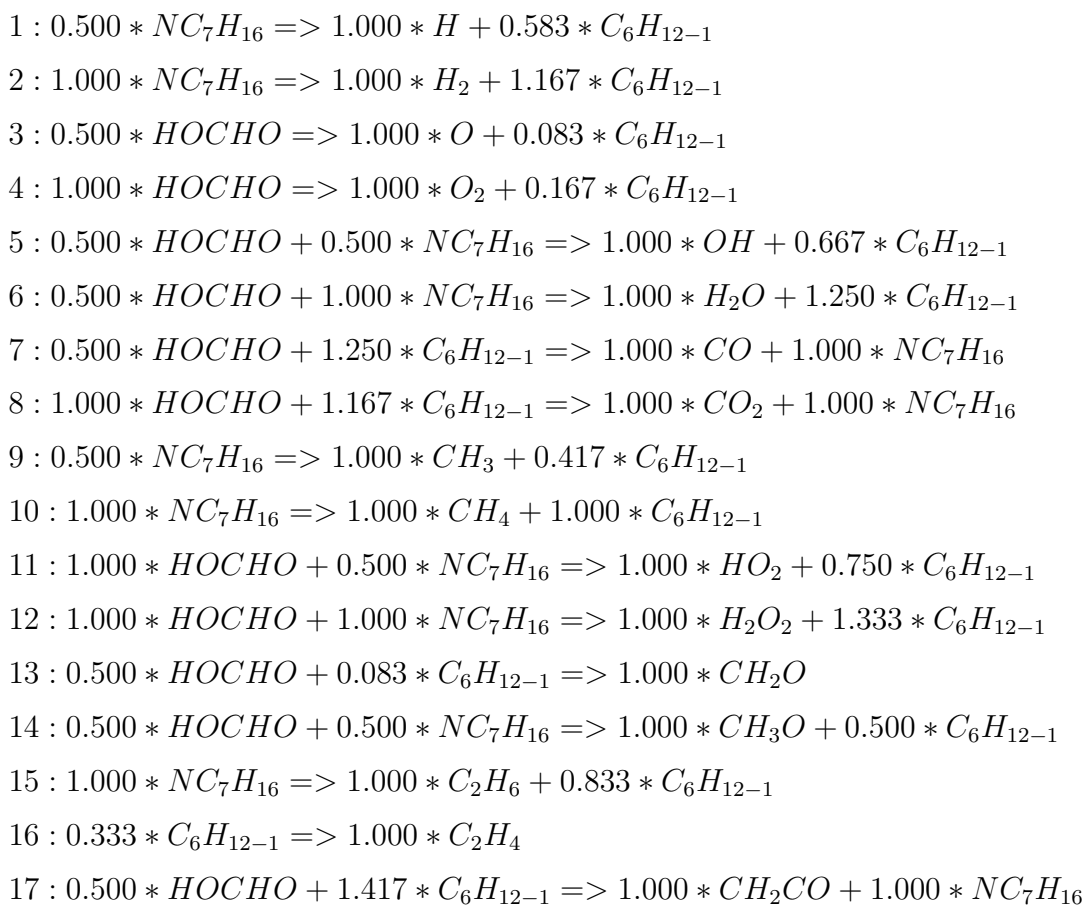 1 : 0.500 * NC₇H₁₆ => 1.000 * H + 0.583 * C₆H₁₂₋₁
2 : 1.000 * NC₇H₁₆ => 1.000 * H₂ + 1.167 * C₆H₁₂₋₁
3 : 0.500 * HOCHO => 1.000 * O + 0.083 * C₆H₁₂₋₁
4 : 1.000 * HOCHO => 1.000 * O₂ + 0.167 * C₆H₁₂₋₁
5 : 0.500 * HOCHO + 0.500 * NC₇H₁₆ => 1.000 * OH + 0.667 * C₆H₁₂₋₁
6 : 0.500 * HOCHO + 1.000 * NC₇H₁₆ => 1.000 * H₂O + 1.250 * C₆H₁₂₋₁
7 : 0.500 * HOCHO + 1.250 * C₆H₁₂₋₁ => 1.000 * CO + 1.000 * NC₇H₁₆
8 : 1.000 * HOCHO + 1.167 * C₆H₁₂₋₁ => 1.000 * CO₂ + 1.000 * NC₇H₁₆
9 : 0.500 * NC₇H₁₆ => 1.000 * CH₃ + 0.417 * C₆H₁₂₋₁
10 : 1.000 * NC₇H₁₆ => 1.000 * CH₄ + 1.000 * C₆H₁₂₋₁
11 : 1.000 * HOCHO + 0.500 * NC₇H₁₆ => 1.000 * HO₂ + 0.750 * C₆H₁₂₋₁
12 : 1.000 * HOCHO + 1.000 * NC₇H₁₆ => 1.000 * H₂O₂ + 1.333 * C₆H₁₂₋₁
13 : 0.500 * HOCHO + 0.083 * C₆H₁₂₋₁ => 1.000 * CH₂O
14 : 0.500 * HOCHO + 0.500 * NC₇H₁₆ => 1.000 * CH₃O + 0.500 * C₆H₁₂₋₁
15 : 1.000 * NC₇H₁₆ => 1.000 * C₂H₆ + 0.833 * C₆H₁₂₋₁
16 : 0.333 * C₆H₁₂₋₁ => 1.000 * C₂H₄
17 : 0.500 * HOCHO + 1.417 * C₆H₁₂₋₁ => 1.000 * CH₂CO + 1.000 * NC₇H₁₆